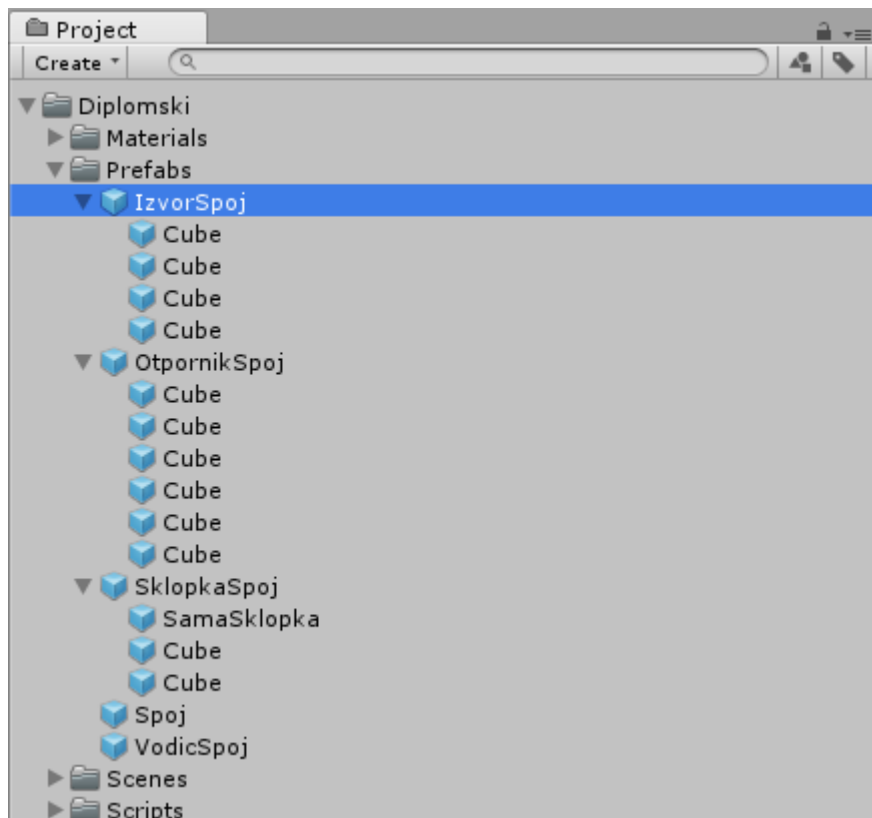 Project
Create
Diplomski
Materials
Prefabs
IzvorSpoj
Cube
Cube
Cube
Cube
OtpornikSpoj
Cube
Cube
Cube
Cube
Cube
Cube
SklopkaSpoj
SamaSklopka
Cube
Cube
Spoj
VodicSpoj
Scenes
Scripts